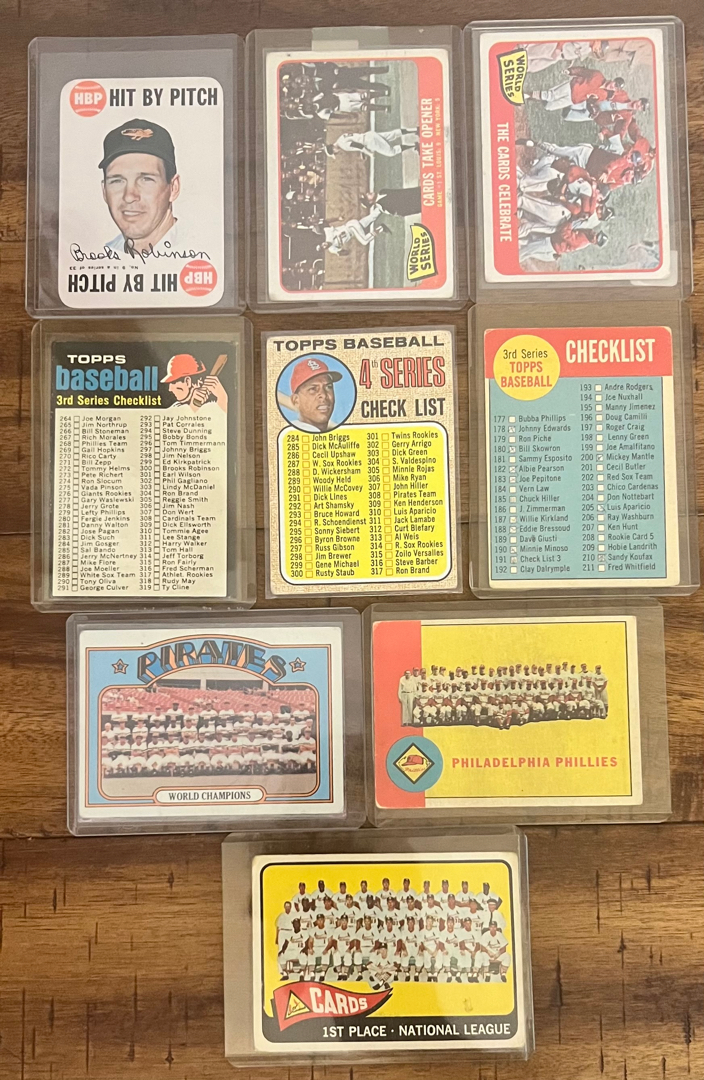 HBP HIT BY PITCH
Brooks Robinson
No. 9 in a series of 33
HBP HIT BY PITCH
WORLD SERIES
CARDS TAKE OPENER
WORLD SERIES
THE CARDS CELEBRATE
TOPPS
baseball
3rd Series Checklist
264 Joe Morgan
265 Jim Northrup
266 Bill Stoneman
267 Rich Morales
268 Phillies Team
269 Gail Hopkins
270 Rico Carty
271 Bill Zepp
272 Tommy Helms
273 Pete Richert
274 Ron Slocum
275 Vada Pinson
276 Giants Rookies
277 Gary Waslewski
278 Jerry Grote
279 Lefty Phillips
280 Fergie Jenkins
281 Danny Walton
282 Jose Pagan
283 Dick Such
284 Jim Gosger
285 Sal Bando
286 Jerry McNertney
287 Mike Fiore
288 Joe Moeller
289 White Sox Team
290 Tony Oliva
291 George Culver
292 Jay Johnstone
293 Pat Corrales
294 Steve Dunning
295 Bobby Bonds
296 Tom Timmermann
297 Johnny Briggs
298 Jim Nelson
299 Ed Kirkpatrick
300 Brooks Robinson
301 Earl Wilson
302 Phil Gagliano
303 Lindy McDaniel
304 Ron Brand
305 Reggie Smith
306 Jim Nash
307 Don Wert
308 Cardinals Team
309 Dick Ellsworth
310 Tommie Agee
311 Lee Stange
312 Harry Walker
313 Tom Hall
314 Jeff Torborg
315 Ron Fairly
316 Fred Scherman
317 Athlet. Rookies
318 Rudy May
319 Ty Cline
TOPPS BASEBALL
4th SERIES
CHECK LIST
284 John Briggs
285 Dick McAuliffe
286 Cecil Upshaw
287 W. Sox Rookies
288 D. Wickersham
289 Woody Held
290 Willie McCovey
291 Dick Lines
292 Art Shamsky
293 Bruce Howard
294 R. Schoendienst
295 Sonny Siebert
296 Byron Browne
297 Russ Gibson
298 Jim Brewer
299 Gene Michael
300 Rusty Staub
301 Twins Rookies
302 Gerry Arrigo
303 Dick Green
304 S. Valdespino
305 Minnie Rojas
306 Mike Ryan
307 John Hiller
308 Pirates Team
309 Ken Henderson
310 Luis Aparicio
311 Jack Lamabe
312 Curt Blefary
313 Al Weis
314 R. Sox Rookies
315 Zoilo Versalles
316 Steve Barber
317 Ron Brand
3rd Series
TOPPS
BASEBALL
CHECKLIST
177 Bubba Phillips
178 Johnny Edwards
179 Ron Piche
180 Bill Skowron
181 Sammy Esposito
182 Albie Pearson
183 Joe Pepitone
184 Vern Law
185 Chuck Hiller
186 J. Zimmerman
187 Willie Kirkland
188 Eddie Bressoud
189 Dave Giusti
190 Minnie Minoso
191 Check List 3
192 Clay Dalrymple
193 Andre Rodgers
194 Joe Nuxhall
195 Manny Jimenez
196 Doug Camilli
197 Roger Craig
198 Lenny Green
199 Joe Amalfitano
200 Mickey Mantle
201 Cecil Butler
202 Red Sox Team
203 Chico Cardenas
204 Don Nottebart
205 Luis Aparicio
206 Ray Washburn
207 Ken Hunt
208 Rookie Card 5
209 Hobie Landrith
210 Sandy Koufax
211 Fred Whitfield
PIRATES
WORLD CHAMPIONS
PHILADELPHIA PHILLIES
CARDS
1ST PLACE · NATIONAL LEAGUE